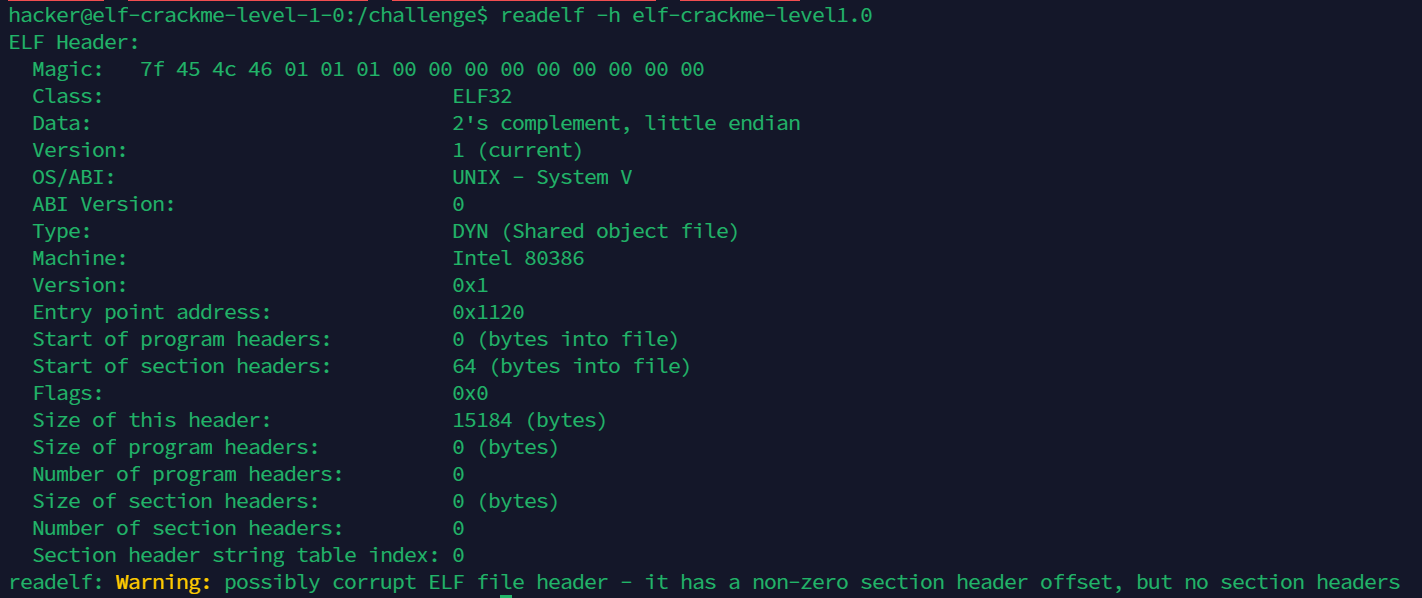 hacker@elf-crackme-level-1-0:/challenge$ readelf -h elf-crackme-level1.0
ELF Header:
  Magic:   7f 45 4c 46 01 01 01 00 00 00 00 00 00 00 00 00
  Class:                             ELF32
  Data:                              2's complement, little endian
  Version:                           1 (current)
  OS/ABI:                            UNIX - System V
  ABI Version:                       0
  Type:                              DYN (Shared object file)
  Machine:                           Intel 80386
  Version:                           0x1
  Entry point address:               0x1120
  Start of program headers:          0 (bytes into file)
  Start of section headers:          64 (bytes into file)
  Flags:                             0x0
  Size of this header:               15184 (bytes)
  Size of program headers:           0 (bytes)
  Number of program headers:         0
  Size of section headers:           0 (bytes)
  Number of section headers:         0
  Section header string table index: 0
readelf: Warning: possibly corrupt ELF file header - it has a non-zero section header offset, but no section headers